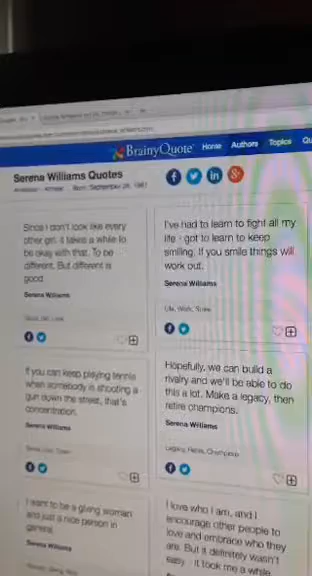 BrainyQuote Home Authors Topics
Serena Williams Quotes
American - Athlete Born: September 26, 1981
Since I don't look like every
other girl, it takes a while to
be okay with that. To be
different. But different is
good.
Serena Williams
I've had to learn to fight all my
life - got to learn to keep
smiling. If you smile things will
work out.
Serena Williams
Life, Work, Smile
If you can keep playing tennis
when somebody is shooting a
gun down the street, that's
concentration.
Serena Williams
Hopefully, we can build a
rivalry and we'll be able to do
this a lot. Make a legacy, then
retire champions.
Serena Williams
Legacy, Retire, Champions
I want to be a giving woman
and just a nice person in
general.
Serena Williams
I love who I am, and I
encourage other people to
love and embrace who they
are. But it definitely wasn't
easy - it took me a while